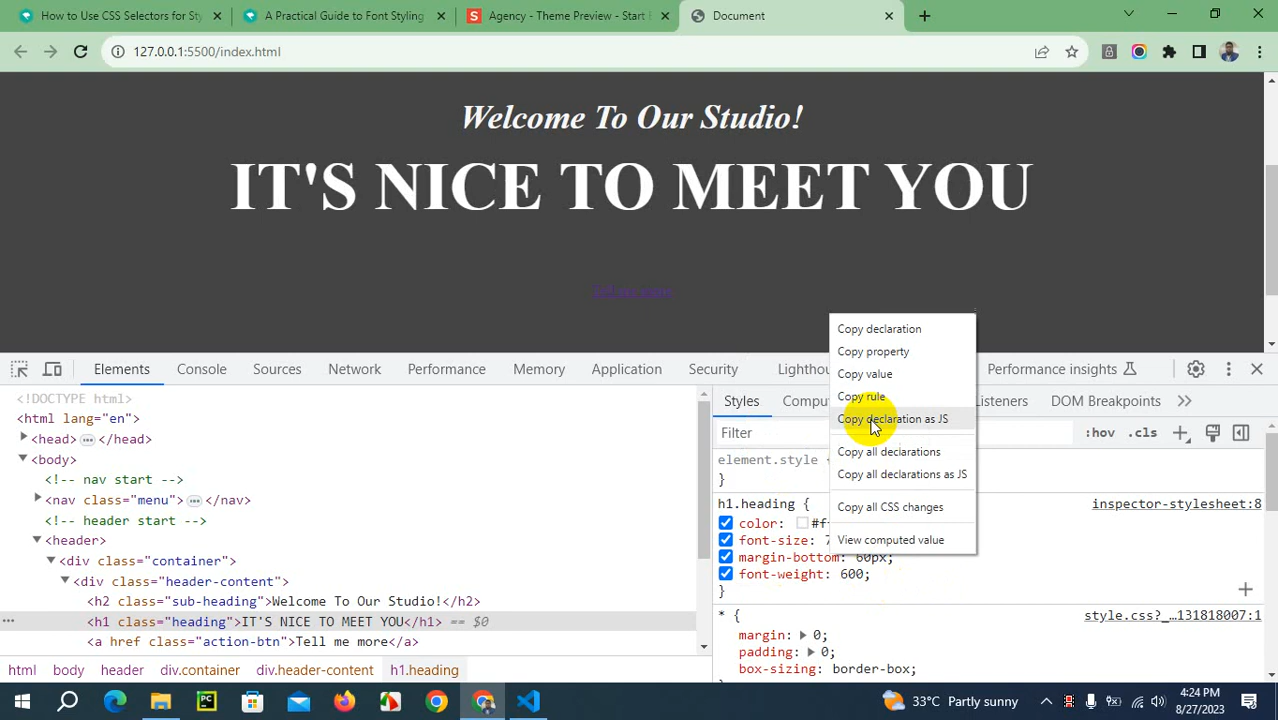 How to Use CSS Selectors for Sty
A Practical Guide to Font Styling
Agency - Theme Preview - Start
Document
127.0.0.1:5500/index.html
Welcome To Our Studio!
IT'S NICE TO MEET YOU
Tell me more
Elements
Console
Sources
Network
Performance
Memory
Application
Security
Lighthou
Performance insights
<!DOCTYPE html>
<html lang="en">
<head> </head>
<body>
<!-- nav start -->
<nav class="menu"> </nav>
<!-- header start -->
<header>
<div class="container">
<div class="header-content">
<h2 class="sub-heading">Welcome To Our Studio!</h2>
<h1 class="heading">IT'S NICE TO MEET YOU</h1> == $0
<a href class="action-btn">Tell me more</a>
html body header div.container div.header-content h1.heading
Copy declaration
Copy property
Copy value
Copy rule
Copy declaration as JS
Copy all declarations
Copy all declarations as JS
Copy all CSS changes
View computed value
Styles
Compu
isteners
DOM Breakpoints
Filter
:hov .cls
element.style
}
h1.heading {
inspector-stylesheet:8
color: #f
font-size: 7
margin-bottom: 60px;
font-weight: 600;
}
* {
style.css?_…131818007:1
margin: 0;
padding: 0;
box-sizing: border-box;
33°C Partly sunny
4:24 PM
8/27/2023